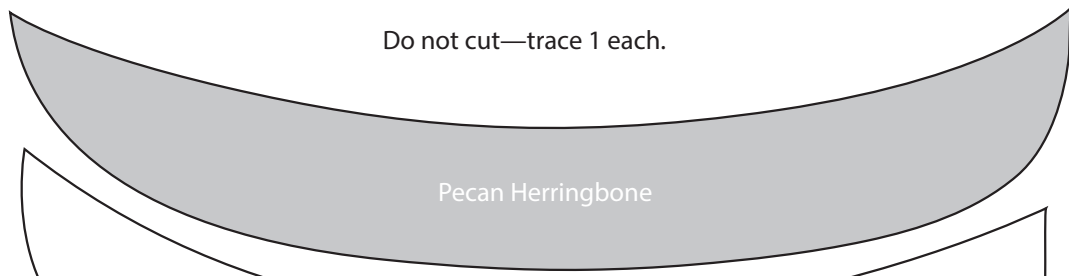 Do not cut—trace 1 each.
Pecan Herringbone